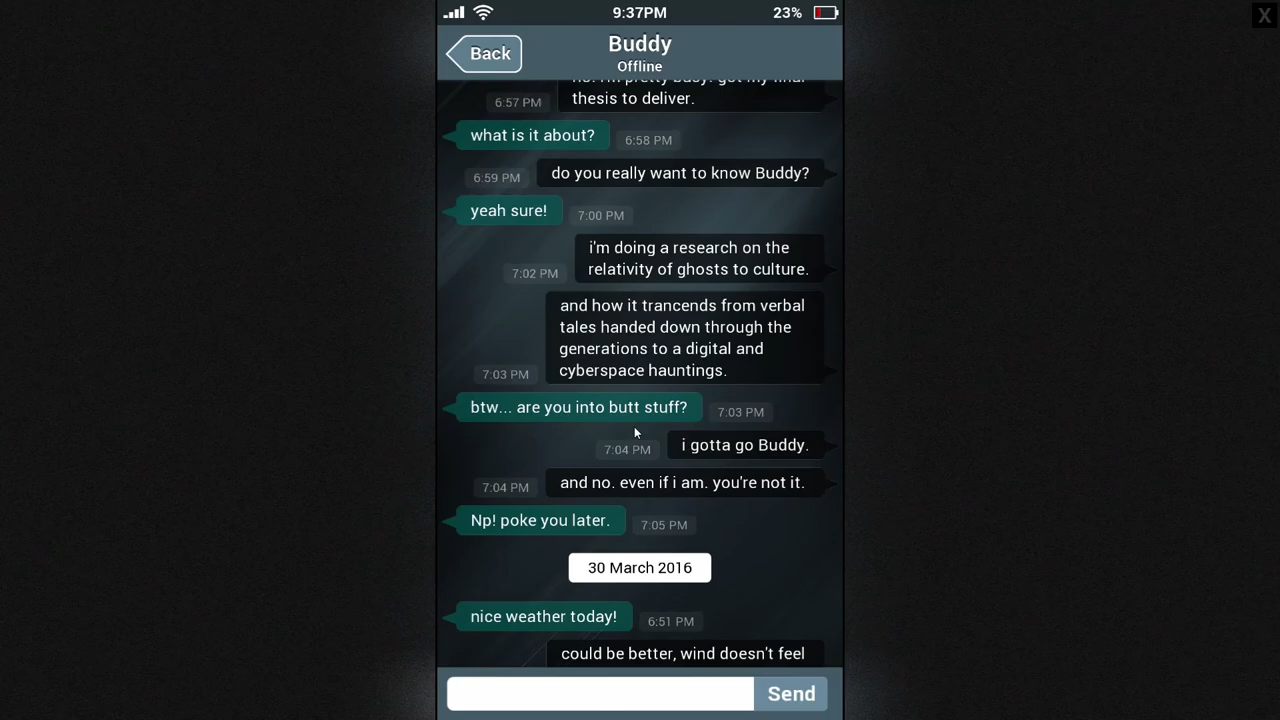 9:37PM
23%
X
Back
Buddy
Offline
no. i'm pretty busy. got my final
thesis to deliver.
6:57 PM
what is it about?
6:58 PM
do you really want to know Buddy?
6:59 PM
yeah sure!
7:00 PM
i'm doing a research on the
relativity of ghosts to culture.
7:02 PM
and how it trancends from verbal
tales handed down through the
generations to a digital and
cyberspace hauntings.
7:03 PM
btw... are you into butt stuff?
7:03 PM
i gotta go Buddy.
7:04 PM
and no. even if i am. you're not it.
7:04 PM
Np! poke you later.
7:05 PM
30 March 2016
nice weather today!
6:51 PM
could be better, wind doesn't feel
Send